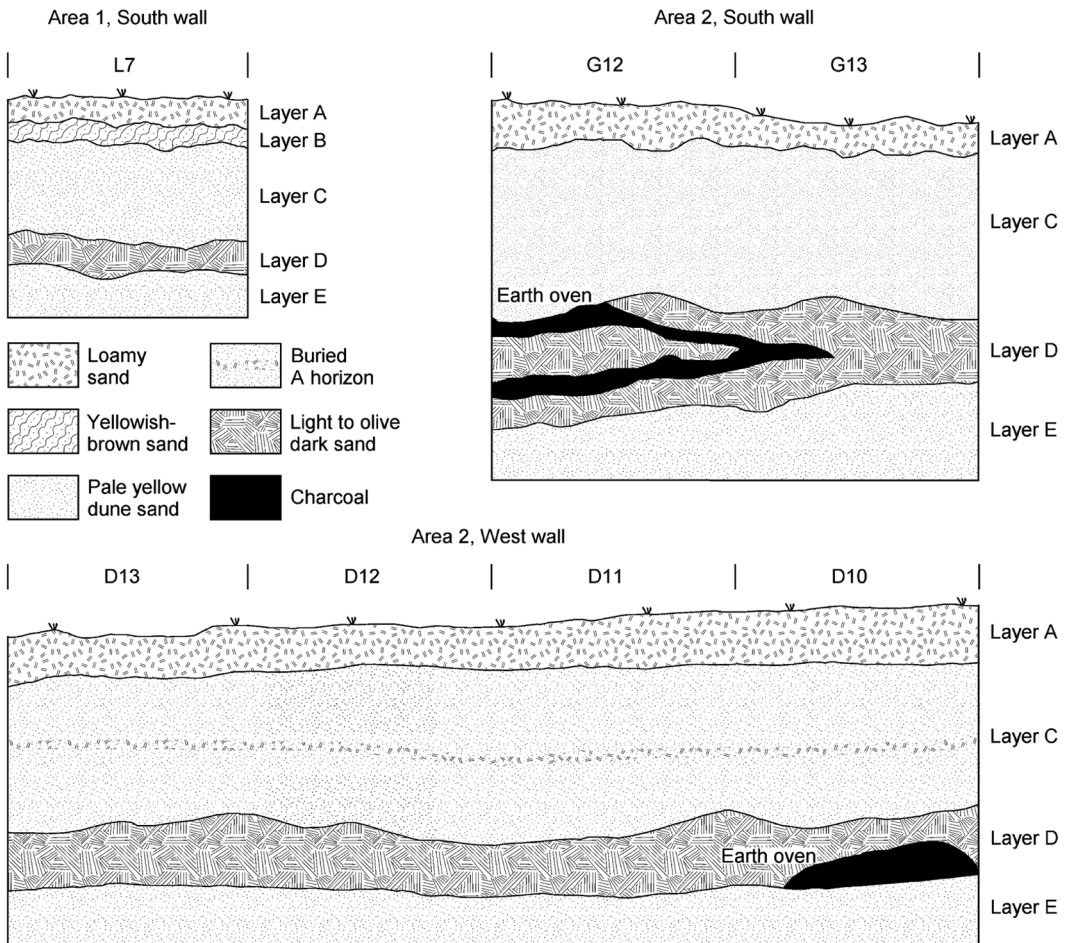 Area 1, South wall
L7
Layer A
Layer B
Layer C
Layer D
Layer E
Area 2, South wall
G12 G13
Layer A
Layer C
Earth oven
Layer D
Layer E
Loamy
sand
Buried
A horizon
Yellowish-
brown sand
Light to olive
dark sand
Pale yellow
dune sand
Charcoal
Area 2, West wall
D13 D12 D11 D10
Layer A
Layer C
Layer D
Earth oven
Layer E